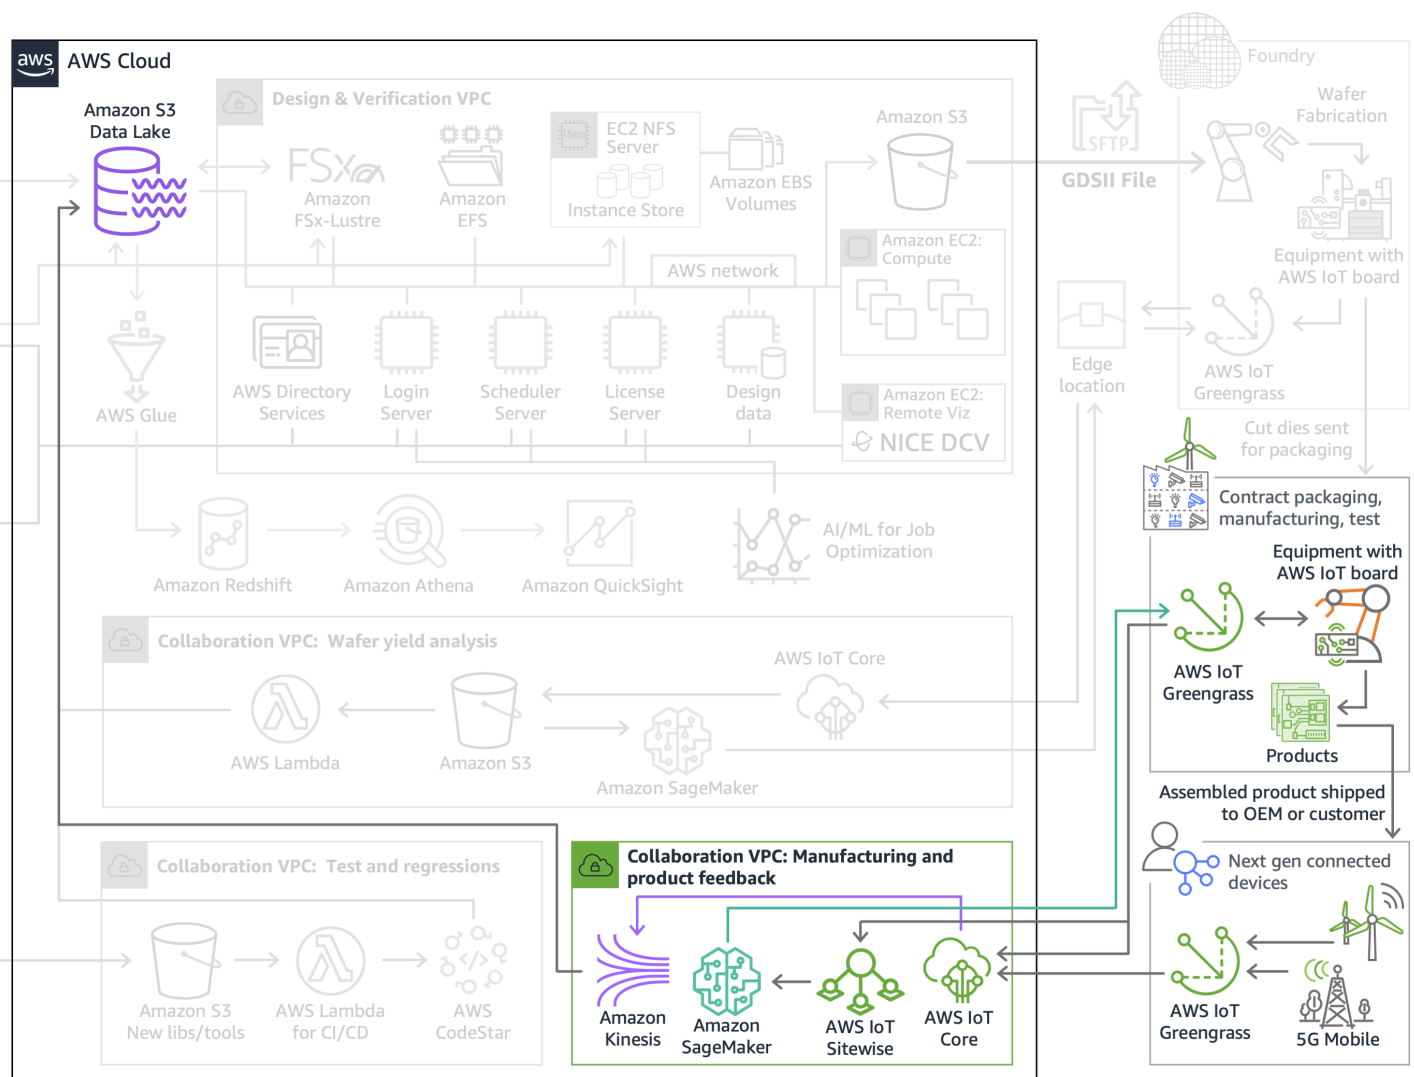 aws
AWS Cloud
Amazon S3
Data Lake
Design & Verification VPC
FSx
Amazon
FSx-Lustre
Amazon
EFS
i3en
EC2 NFS
Server
Instance Store
Amazon EBS
Volumes
Amazon S3
SFTP
GDSII File
Foundry
Wafer
Fabrication
Equipment with
AWS IoT board
AWS network
Amazon EC2:
Compute
AWS Glue
AWS Directory
Services
Login
Server
Scheduler
Server
License
Server
Design
data
Amazon EC2:
Remote Viz
NICE DCV
Edge
location
AWS IoT
Greengrass
Cut dies sent
for packaging
Amazon Redshift
Amazon Athena
Amazon QuickSight
AI/ML for Job
Optimization
Contract packaging,
manufacturing, test
Equipment with
AWS IoT board
AWS IoT
Greengrass
Products
Collaboration VPC: Wafer yield analysis
AWS Lambda
Amazon S3
Amazon SageMaker
AWS IoT Core
Assembled product shipped
to OEM or customer
Collaboration VPC: Test and regressions
Amazon S3
New libs/tools
AWS Lambda
for CI/CD
</>
AWS
CodeStar
Collaboration VPC: Manufacturing and
product feedback
Amazon
Kinesis
Amazon
SageMaker
AWS IoT
Sitewise
AWS IoT
Core
Next gen connected
devices
AWS IoT
Greengrass
5G Mobile